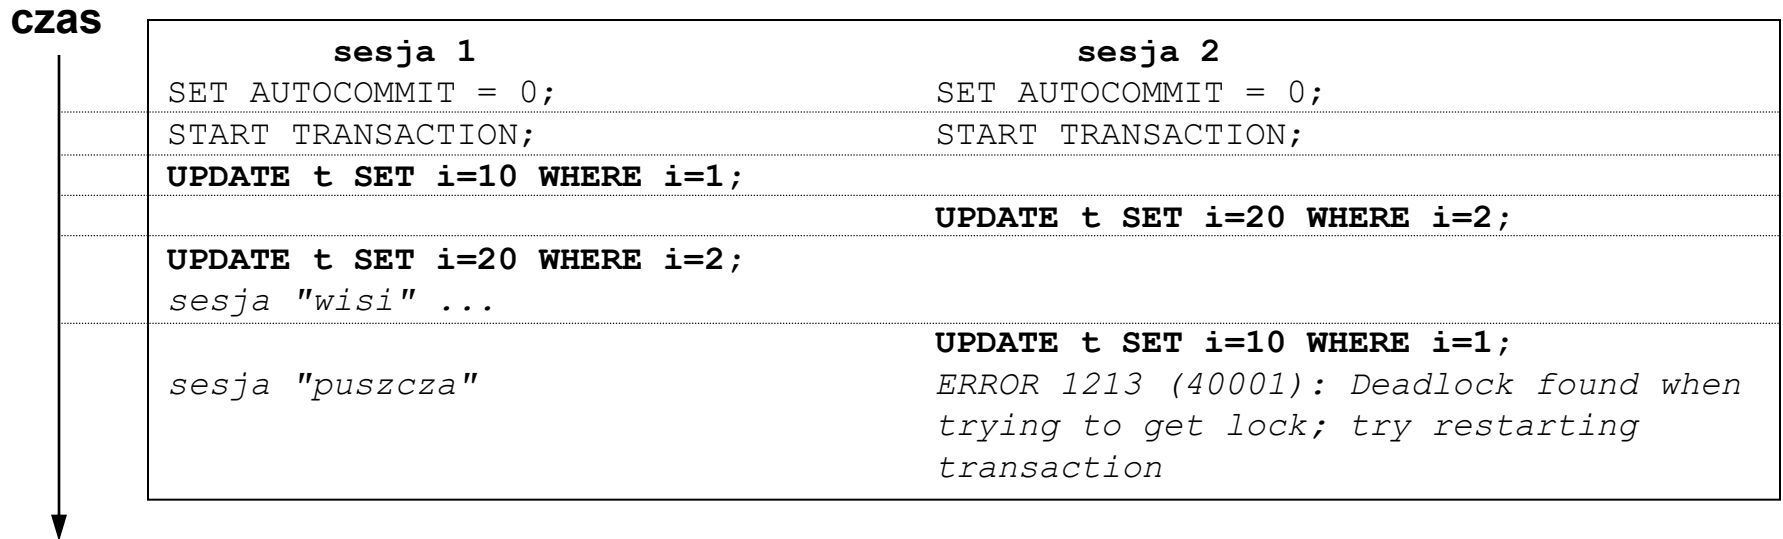 czas
sesja 1 sesja 2
SET AUTOCOMMIT = 0; SET AUTOCOMMIT = 0;
START TRANSACTION; START TRANSACTION;
UPDATE t SET i=10 WHERE i=1;
UPDATE t SET i=20 WHERE i=2;
UPDATE t SET i=20 WHERE i=2;
sesja "wisi" ...
UPDATE t SET i=10 WHERE i=1;
sesja "puszcza" ERROR 1213 (40001): Deadlock found when
trying to get lock; try restarting
transaction